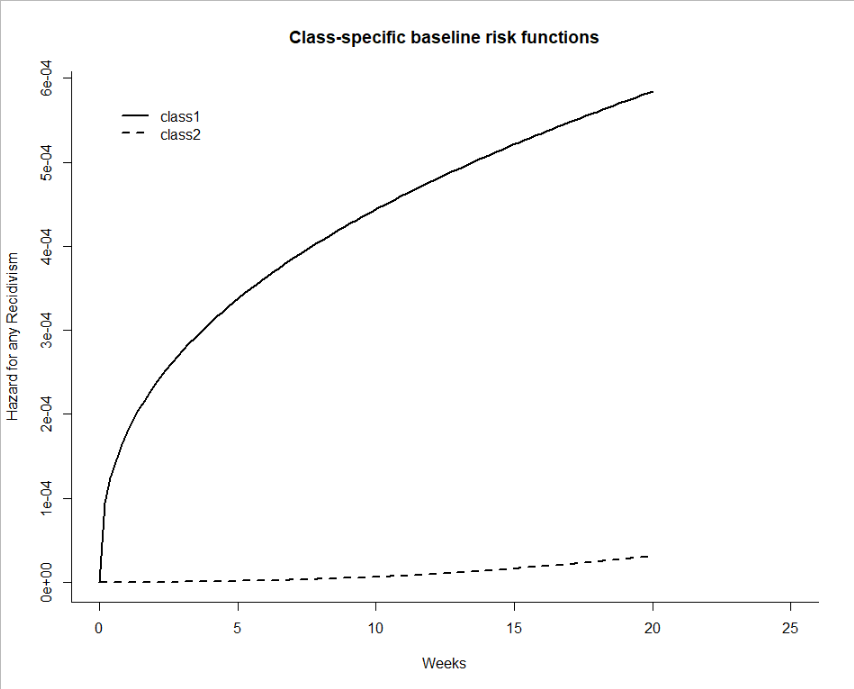 Class-specific baseline risk functions
class1
class2
Hazard for any Recidivism
6e-04
5e-04
4e-04
3e-04
2e-04
1e-04
0e+00
0 5 10 15 20 25
Weeks